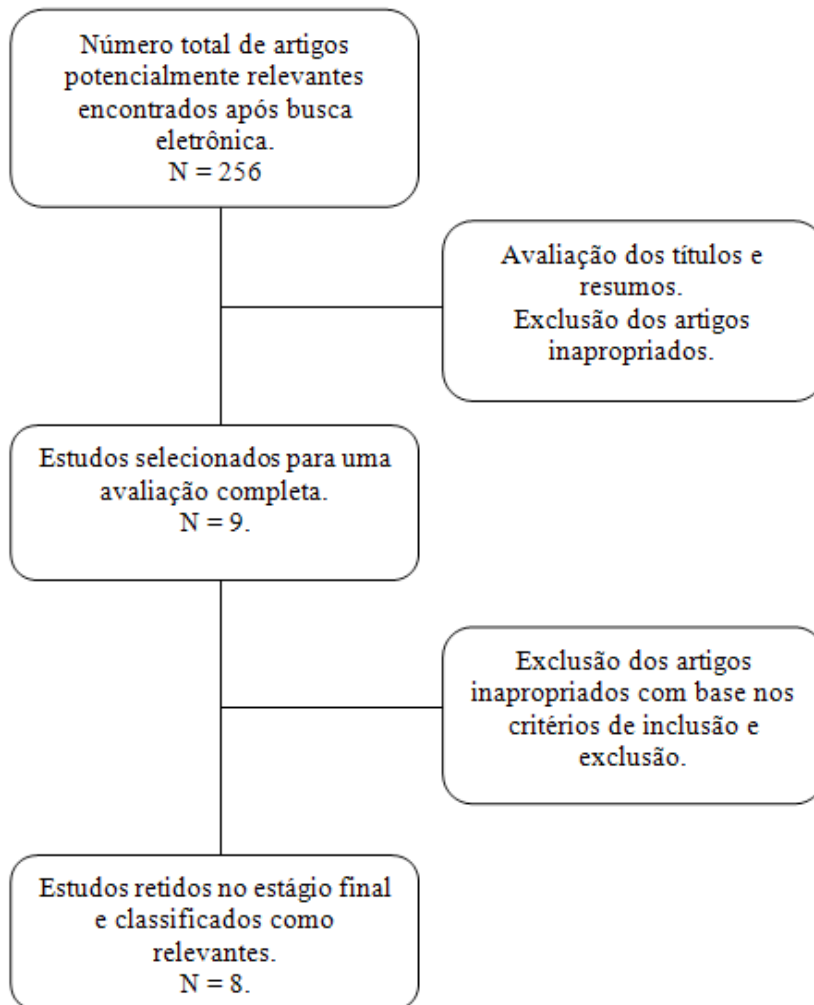 Número total de artigos
potencialmente relevantes
encontrados após busca
eletrônica.
N = 256
Avaliação dos títulos e
resumos.
Exclusão dos artigos
inapropriados.
Estudos selecionados para uma
avaliação completa.
N = 9.
Exclusão dos artigos
inapropriados com base nos
critérios de inclusão e
exclusão.
Estudos retidos no estágio final
e classificados como
relevantes.
N = 8.